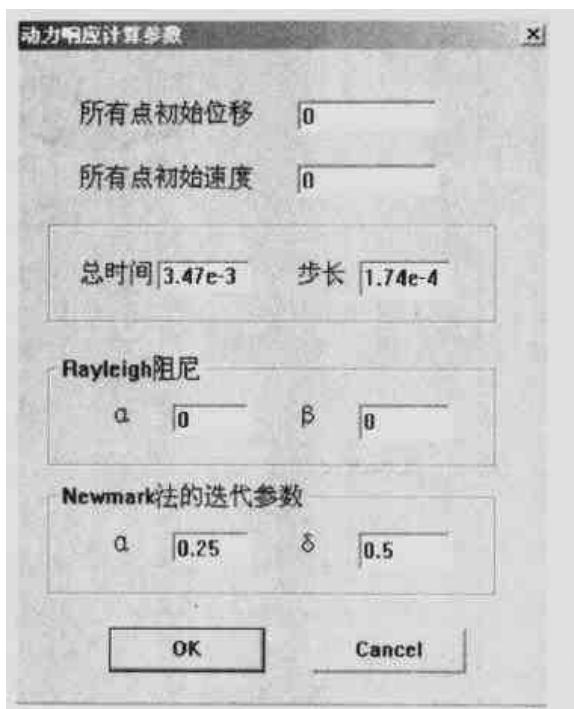 动力响应计算参数
所有点初始位移 0
所有点初始速度 0
总时间 3.47e-3 步长 1.74e-4
Rayleigh阻尼
α 0 β 0
Newmark法的迭代参数
α 0.25 δ 0.5
OK Cancel